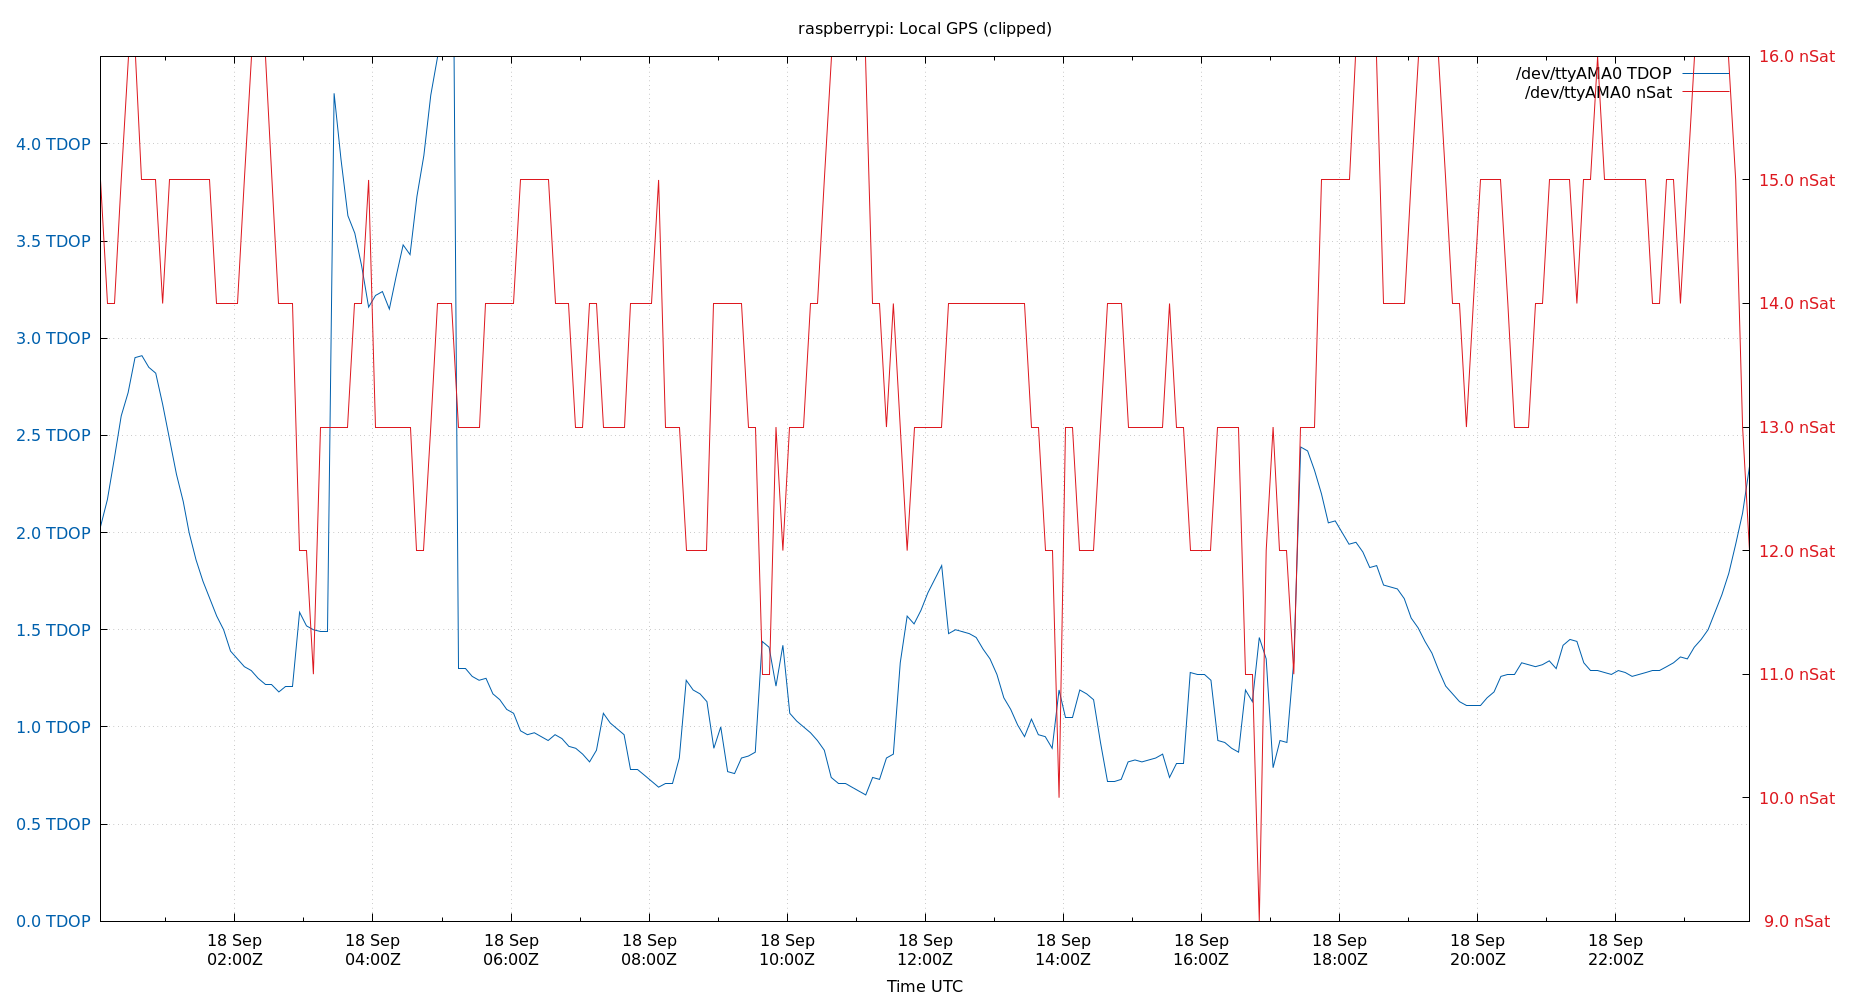 raspberrypi: Local GPS (clipped)
/dev/ttyAMA0 TDOP
/dev/ttyAMA0 nSat
4.0 TDOP
3.5 TDOP
3.0 TDOP
2.5 TDOP
2.0 TDOP
1.5 TDOP
1.0 TDOP
0.5 TDOP
0.0 TDOP
16.0 nSat
15.0 nSat
14.0 nSat
13.0 nSat
12.0 nSat
11.0 nSat
10.0 nSat
9.0 nSat
18 Sep
02:00Z
18 Sep
04:00Z
18 Sep
06:00Z
18 Sep
08:00Z
18 Sep
10:00Z
18 Sep
12:00Z
18 Sep
14:00Z
18 Sep
16:00Z
18 Sep
18:00Z
18 Sep
20:00Z
18 Sep
22:00Z
Time UTC